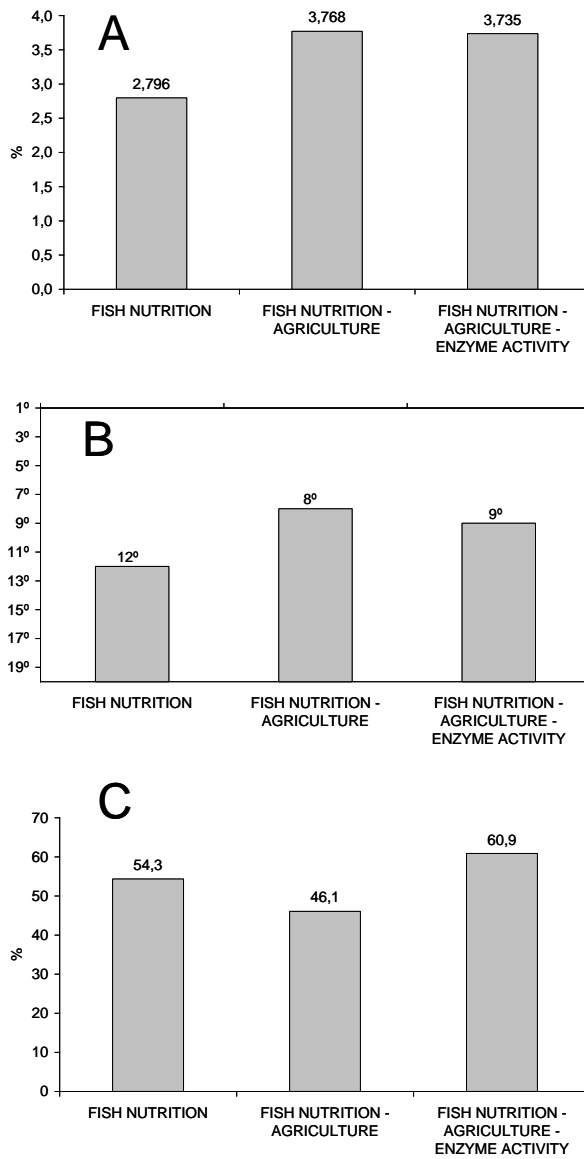 A
4,0
3,5
3,0
2,5
2,0
1,5
1,0
0,5
0,0
%
2,796
3,768
3,735
FISH NUTRITION
FISH NUTRITION -
AGRICULTURE
FISH NUTRITION -
AGRICULTURE -
ENZYME ACTIVITY
B
1º
3º
5º
7º
9º
11º
13º
15º
17º
19º
12º
8º
9º
FISH NUTRITION
FISH NUTRITION -
AGRICULTURE
FISH NUTRITION -
AGRICULTURE -
ENZYME ACTIVITY
C
70
60
50
40
30
20
10
0
%
54,3
46,1
60,9
FISH NUTRITION
FISH NUTRITION -
AGRICULTURE
FISH NUTRITION -
AGRICULTURE -
ENZYME ACTIVITY